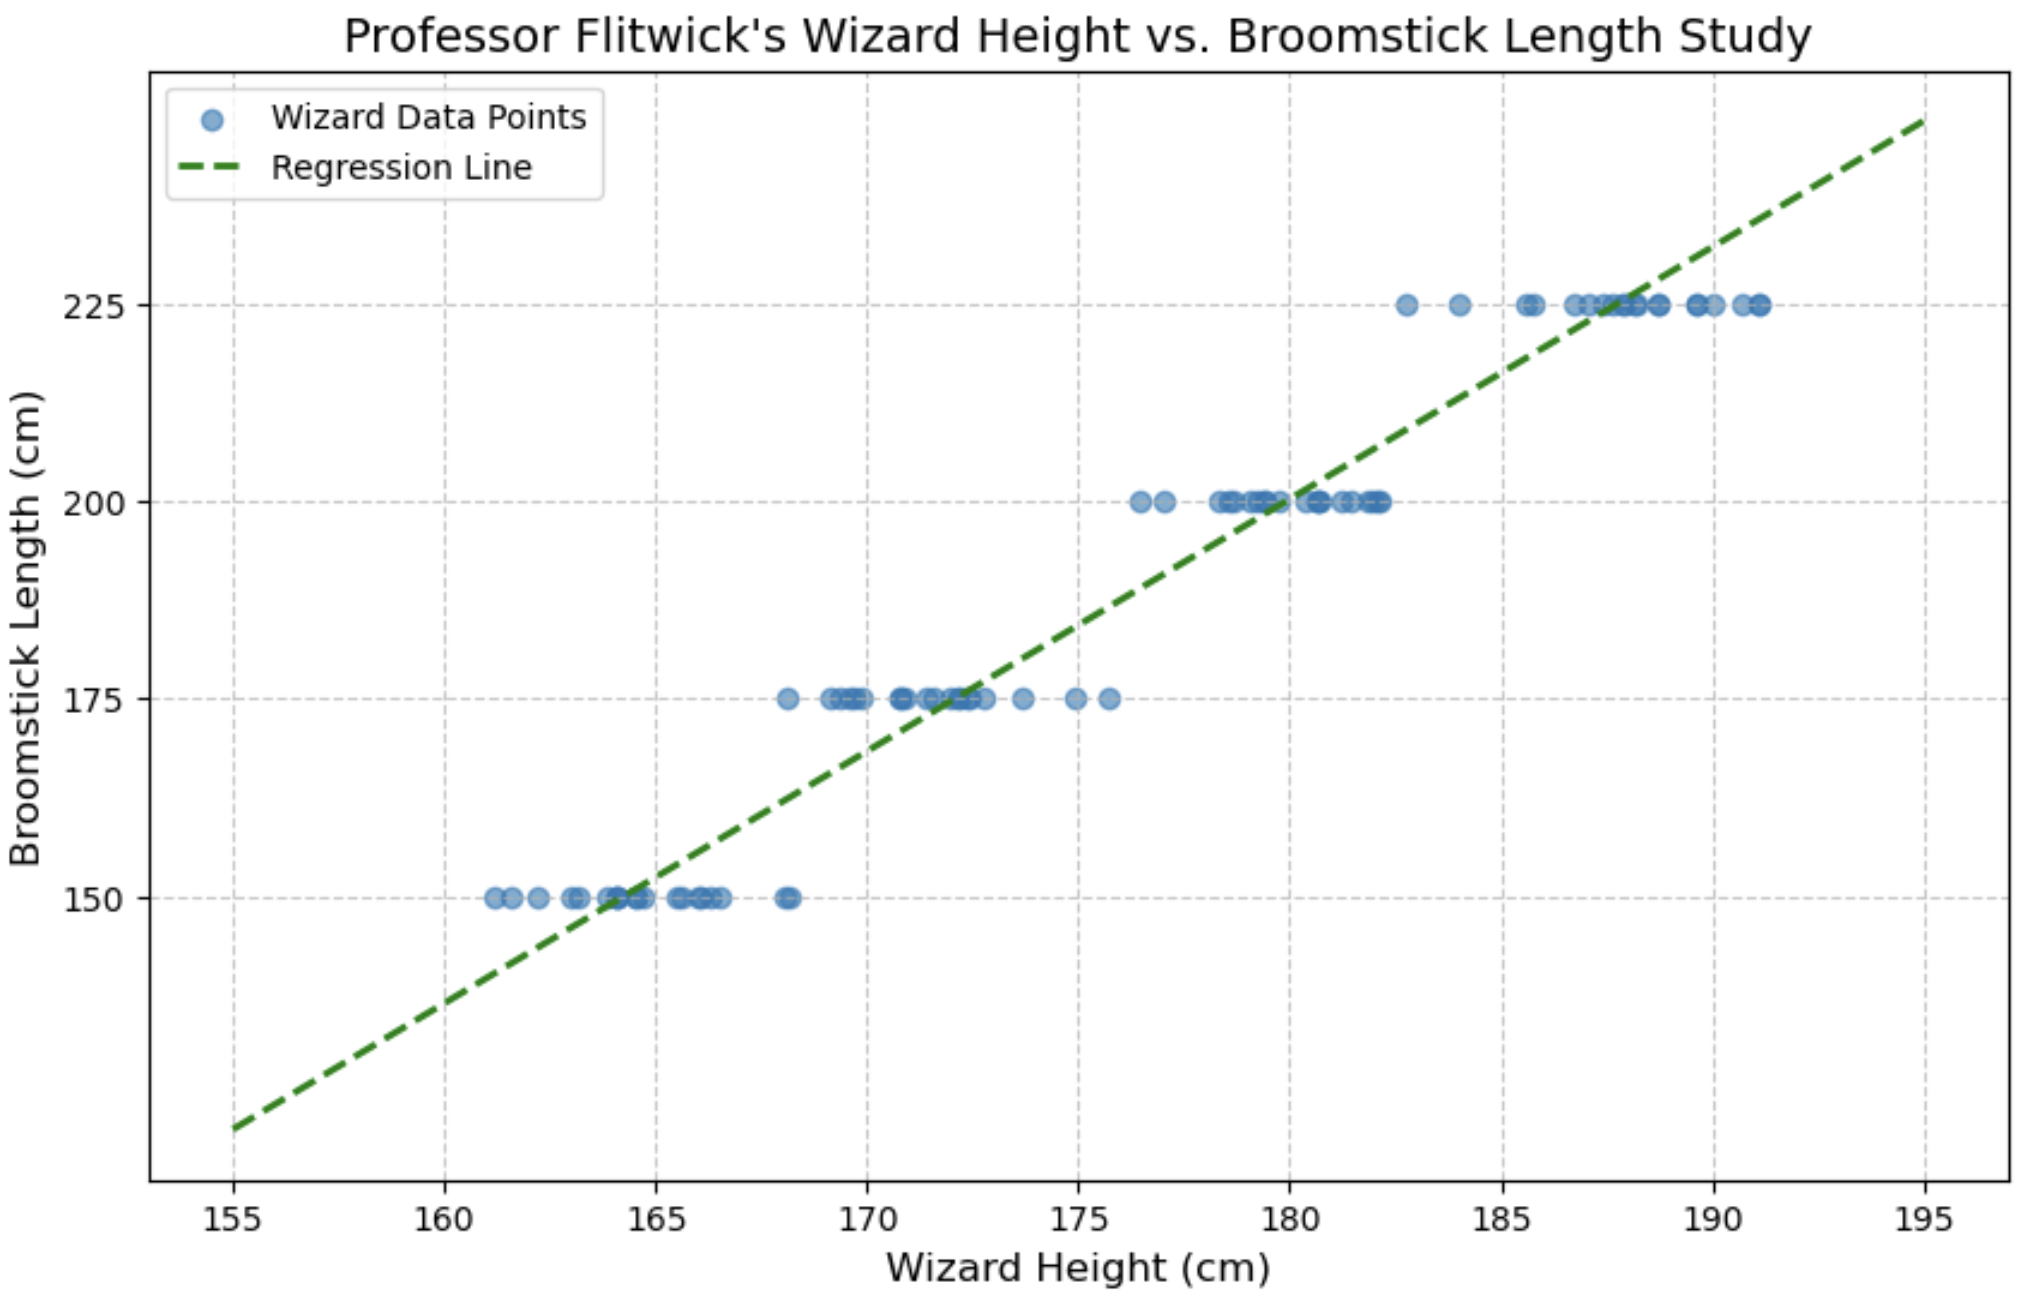 Professor Flitwick's Wizard Height vs. Broomstick Length Study
Wizard Data Points
Regression Line
Broomstick Length (cm)
225
200
175
150
155 160 165 170 175 180 185 190 195
Wizard Height (cm)